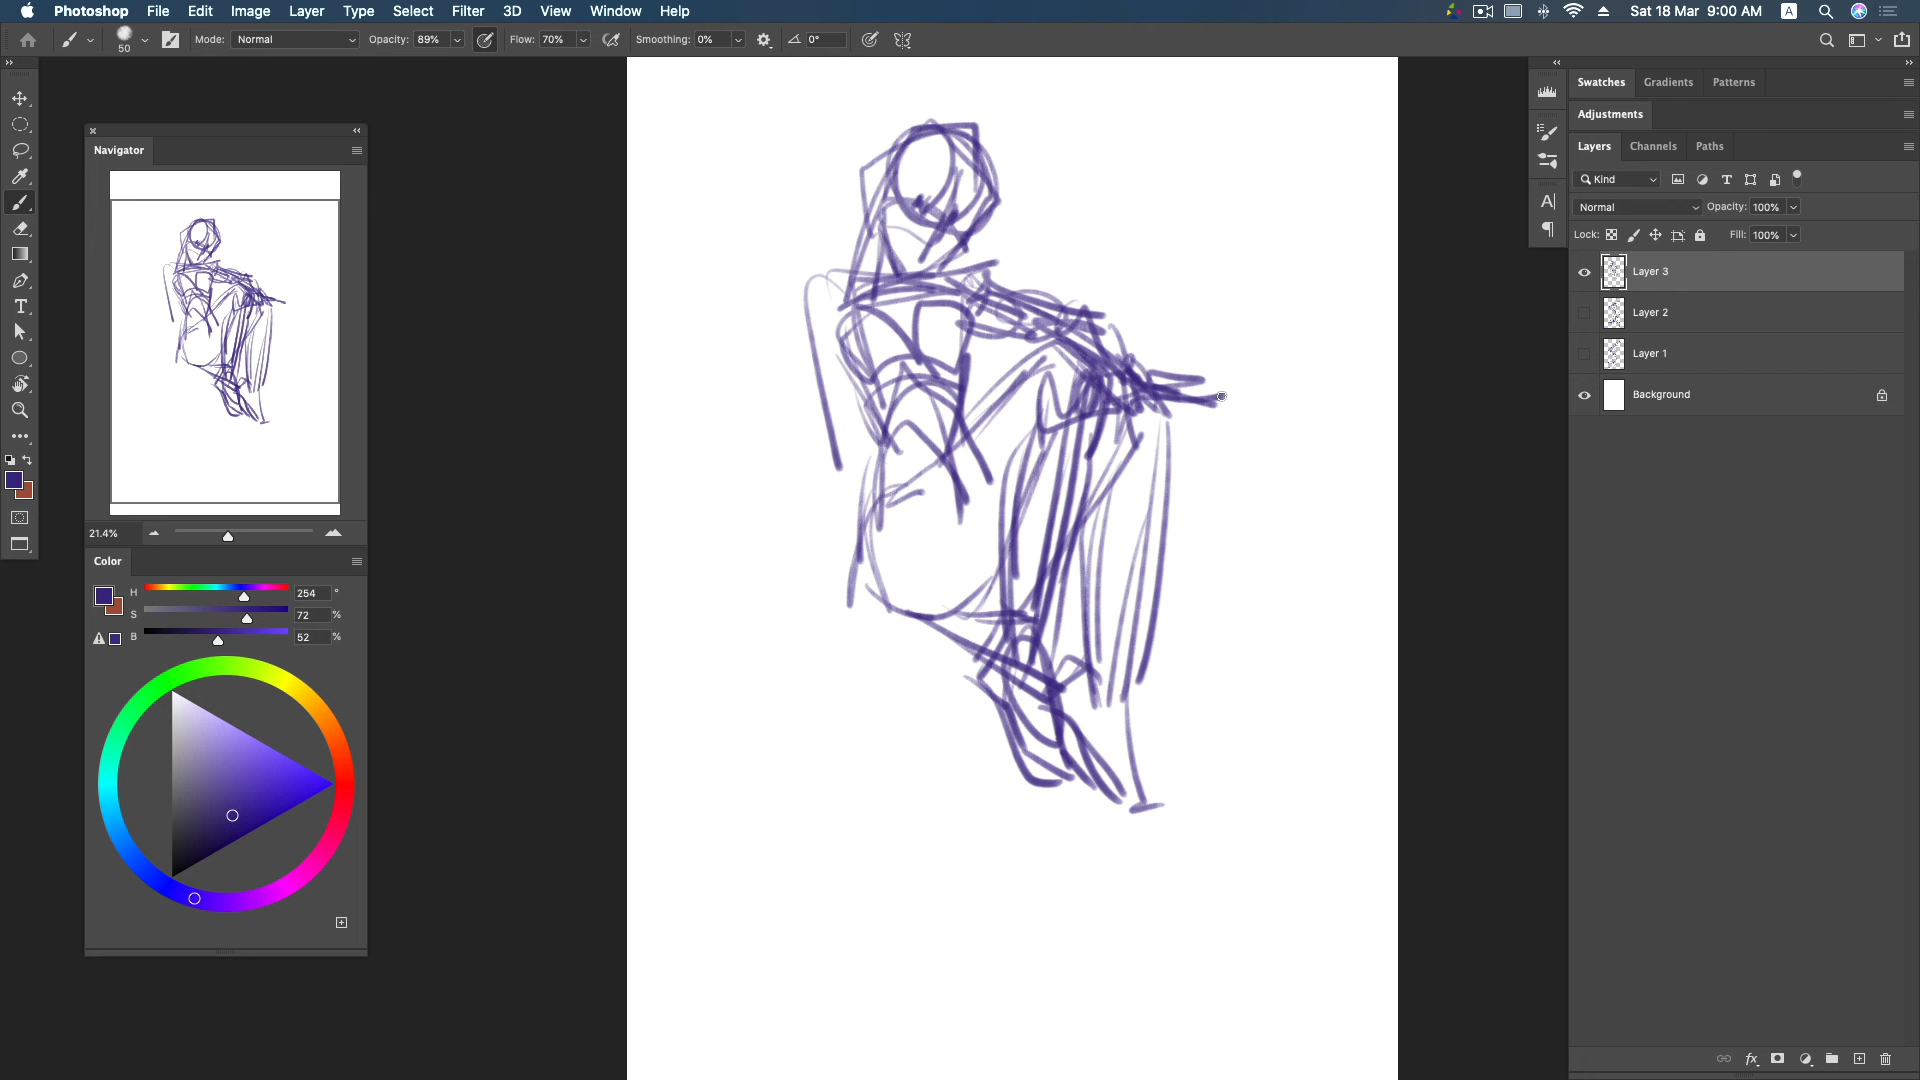 Photoshop File Edit Image Layer Type Select Filter 3D View Window Help Sat 18 Mar 9:00 AM A
50 Mode: Normal Opacity: 89% Flow: 70% Smoothing: 0% 0°
Swatches Gradients Patterns
Adjustments
Layers Channels Paths
Kind
Normal Opacity: 100%
Lock: Fill: 100%
Layer 3
Layer 2
Layer 1
Background
Navigator
21.4%
Color
H 254 °
S 72 %
B 52 %